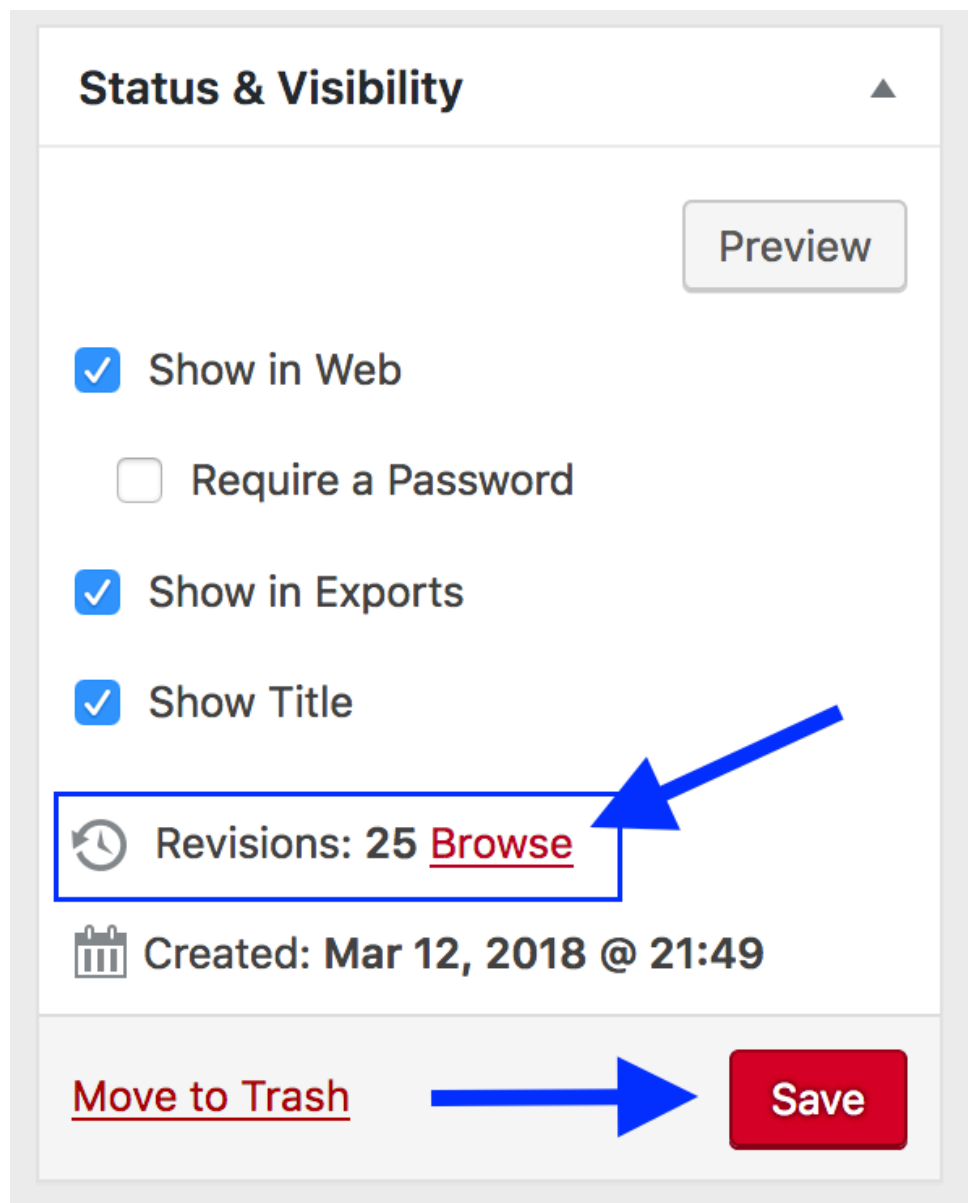 Status & Visibility
Preview
Show in Web
Require a Password
Show in Exports
Show Title
Revisions: 25 Browse
Created: Mar 12, 2018 @ 21:49
Move to Trash
Save